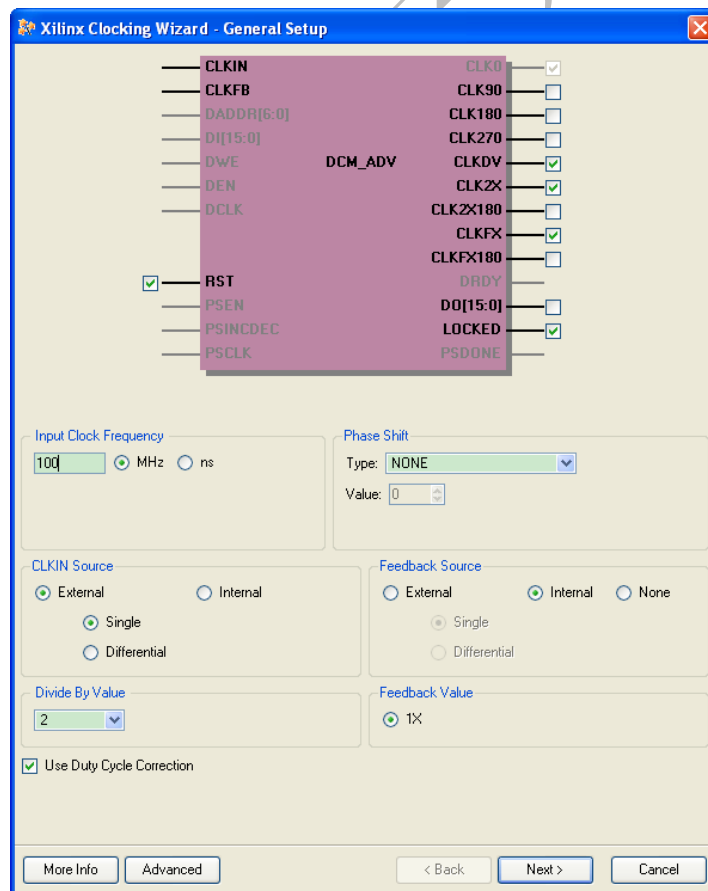 Xilinx Clocking Wizard - General Setup
CLKIN CLK0
CLKFB CLK90
DADDR[6:0] CLK180
DI[15:0] CLK270
DWE DCM_ADV CLKDV
DEN CLK2X
DCLK CLK2X180
CLKFX
CLKFX180
RST DRDY
PSEN DO[15:0]
PSINCDEC LOCKED
PSCLK PSDONE
Input Clock Frequency Phase Shift
100 MHz ns Type: NONE
Value: 0
CLKIN Source Feedback Source
External Internal External Internal None
Single Single
Differential Differential
Divide By Value Feedback Value
2 1X
Use Duty Cycle Correction
More Info Advanced < Back Next > Cancel